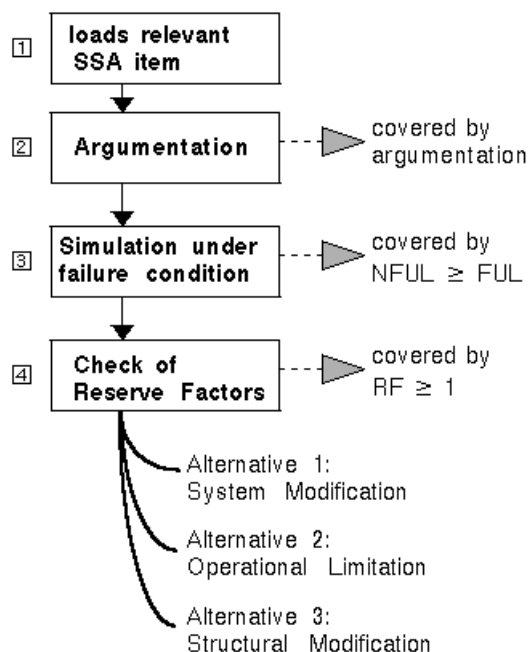 1
loads relevant
SSA item
2
Argumentation
covered by
argumentation
3
Simulation under
failure condition
covered by
NFUL ≥ FUL
4
Check of
Reserve Factors
covered by
RF ≥ 1
Alternative 1:
System Modification
Alternative 2:
Operational Limitation
Alternative 3:
Structural Modification